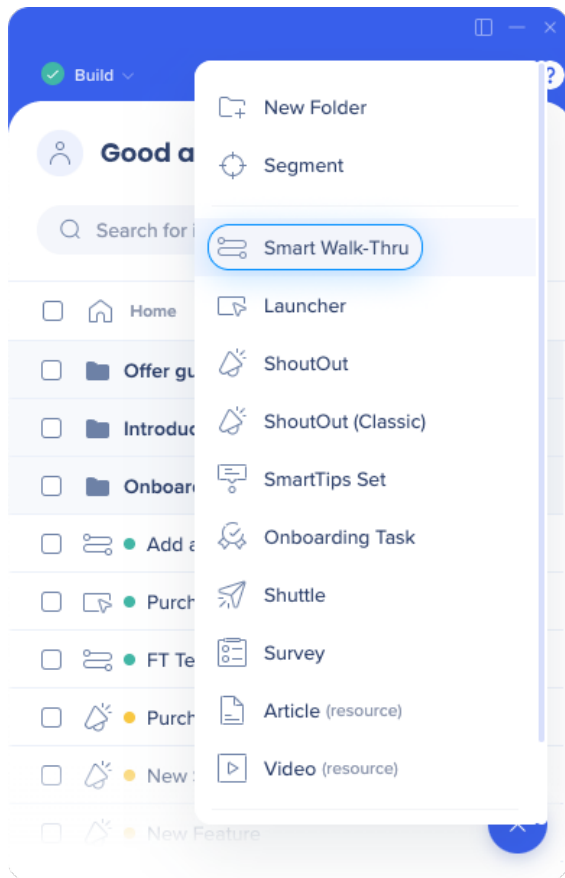 Build
?
Good a
Search for i
Home
Offer gu
Introduc
Onboar
Add a
Purch
FT Te
Purch
New S
New Feature
New Folder
Segment
Smart Walk-Thru
Launcher
ShoutOut
ShoutOut (Classic)
SmartTips Set
Onboarding Task
Shuttle
Survey
Article (resource)
Video (resource)